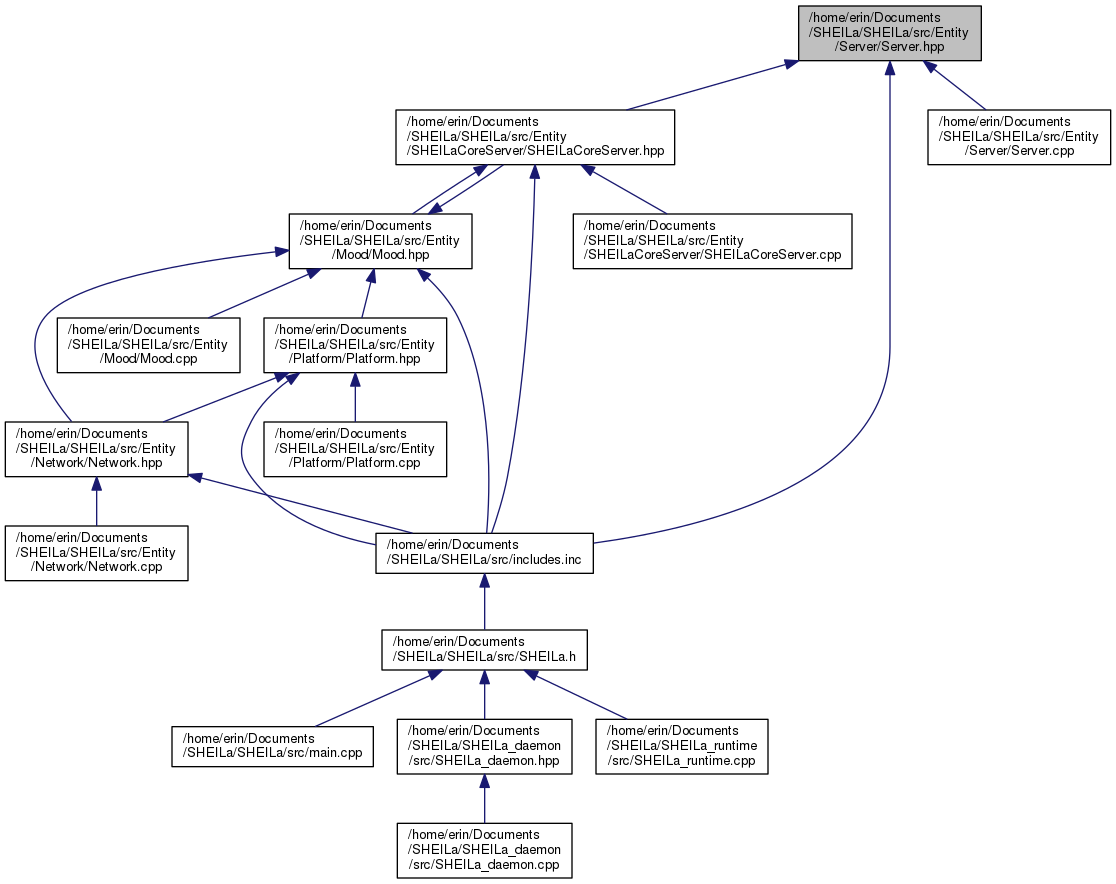 /home/erin/Documents
/SHEILa/SHEILa/src/Entity
/Server/Server.hpp
/home/erin/Documents
/SHEILa/SHEILa/src/Entity
/SHEILaCoreServer/SHEILaCoreServer.hpp
/home/erin/Documents
/SHEILa/SHEILa/src/Entity
/Server/Server.cpp
/home/erin/Documents
/SHEILa/SHEILa/src/Entity
/Mood/Mood.hpp
/home/erin/Documents
/SHEILa/SHEILa/src/Entity
/SHEILaCoreServer/SHEILaCoreServer.cpp
/home/erin/Documents
/SHEILa/SHEILa/src/Entity
/Mood/Mood.cpp
/home/erin/Documents
/SHEILa/SHEILa/src/Entity
/Platform/Platform.hpp
/home/erin/Documents
/SHEILa/SHEILa/src/Entity
/Network/Network.hpp
/home/erin/Documents
/SHEILa/SHEILa/src/Entity
/Platform/Platform.cpp
/home/erin/Documents
/SHEILa/SHEILa/src/Entity
/Network/Network.cpp
/home/erin/Documents
/SHEILa/SHEILa/src/includes.inc
/home/erin/Documents
/SHEILa/SHEILa/src/SHEILa.h
/home/erin/Documents
/SHEILa/SHEILa/src/main.cpp
/home/erin/Documents
/SHEILa/SHEILa_daemon
/src/SHEILa_daemon.hpp
/home/erin/Documents
/SHEILa/SHEILa_runtime
/src/SHEILa_runtime.cpp
/home/erin/Documents
/SHEILa/SHEILa_daemon
/src/SHEILa_daemon.cpp